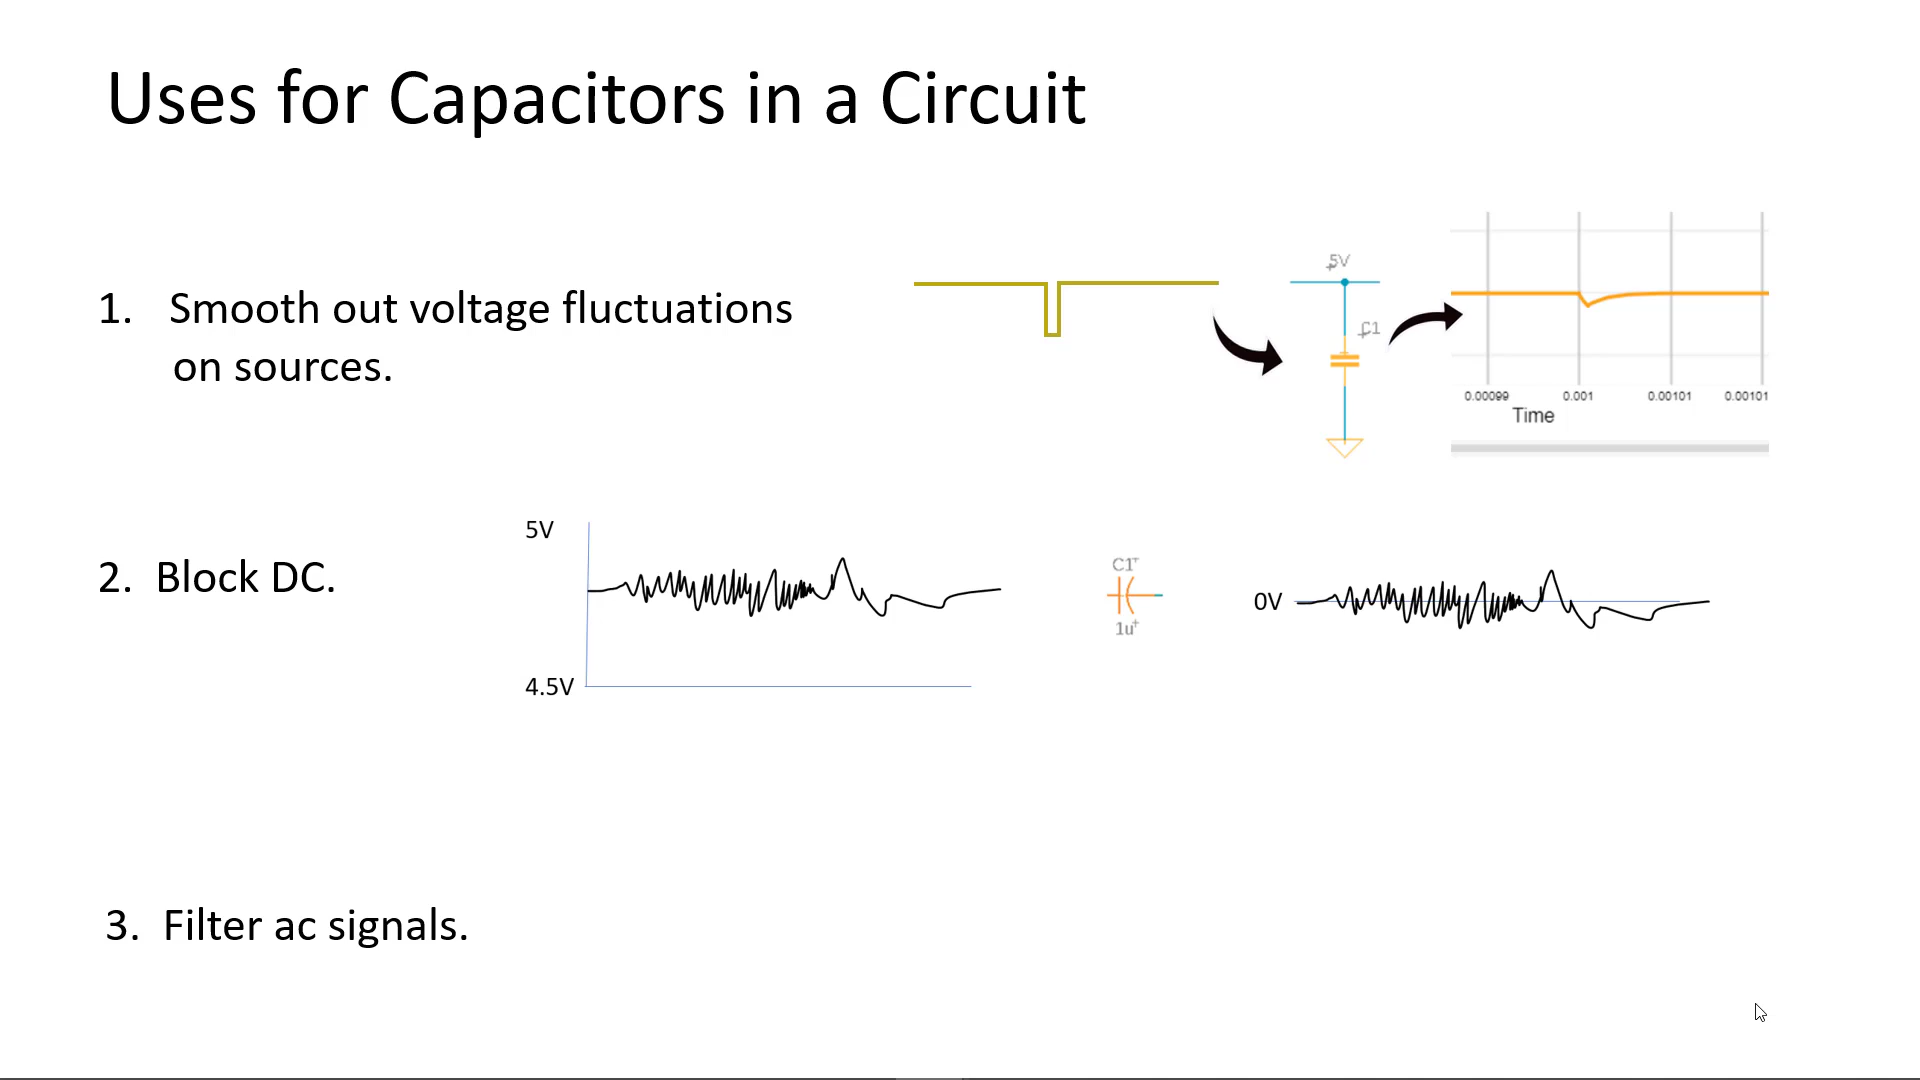 Uses for Capacitors in a Circuit
1. Smooth out voltage fluctuations
on sources.
5V
C1
0.00099 0.001 0.00101 0.00101
Time
2. Block DC.
5V
4.5V
C1
1u
0V
3. Filter ac signals.